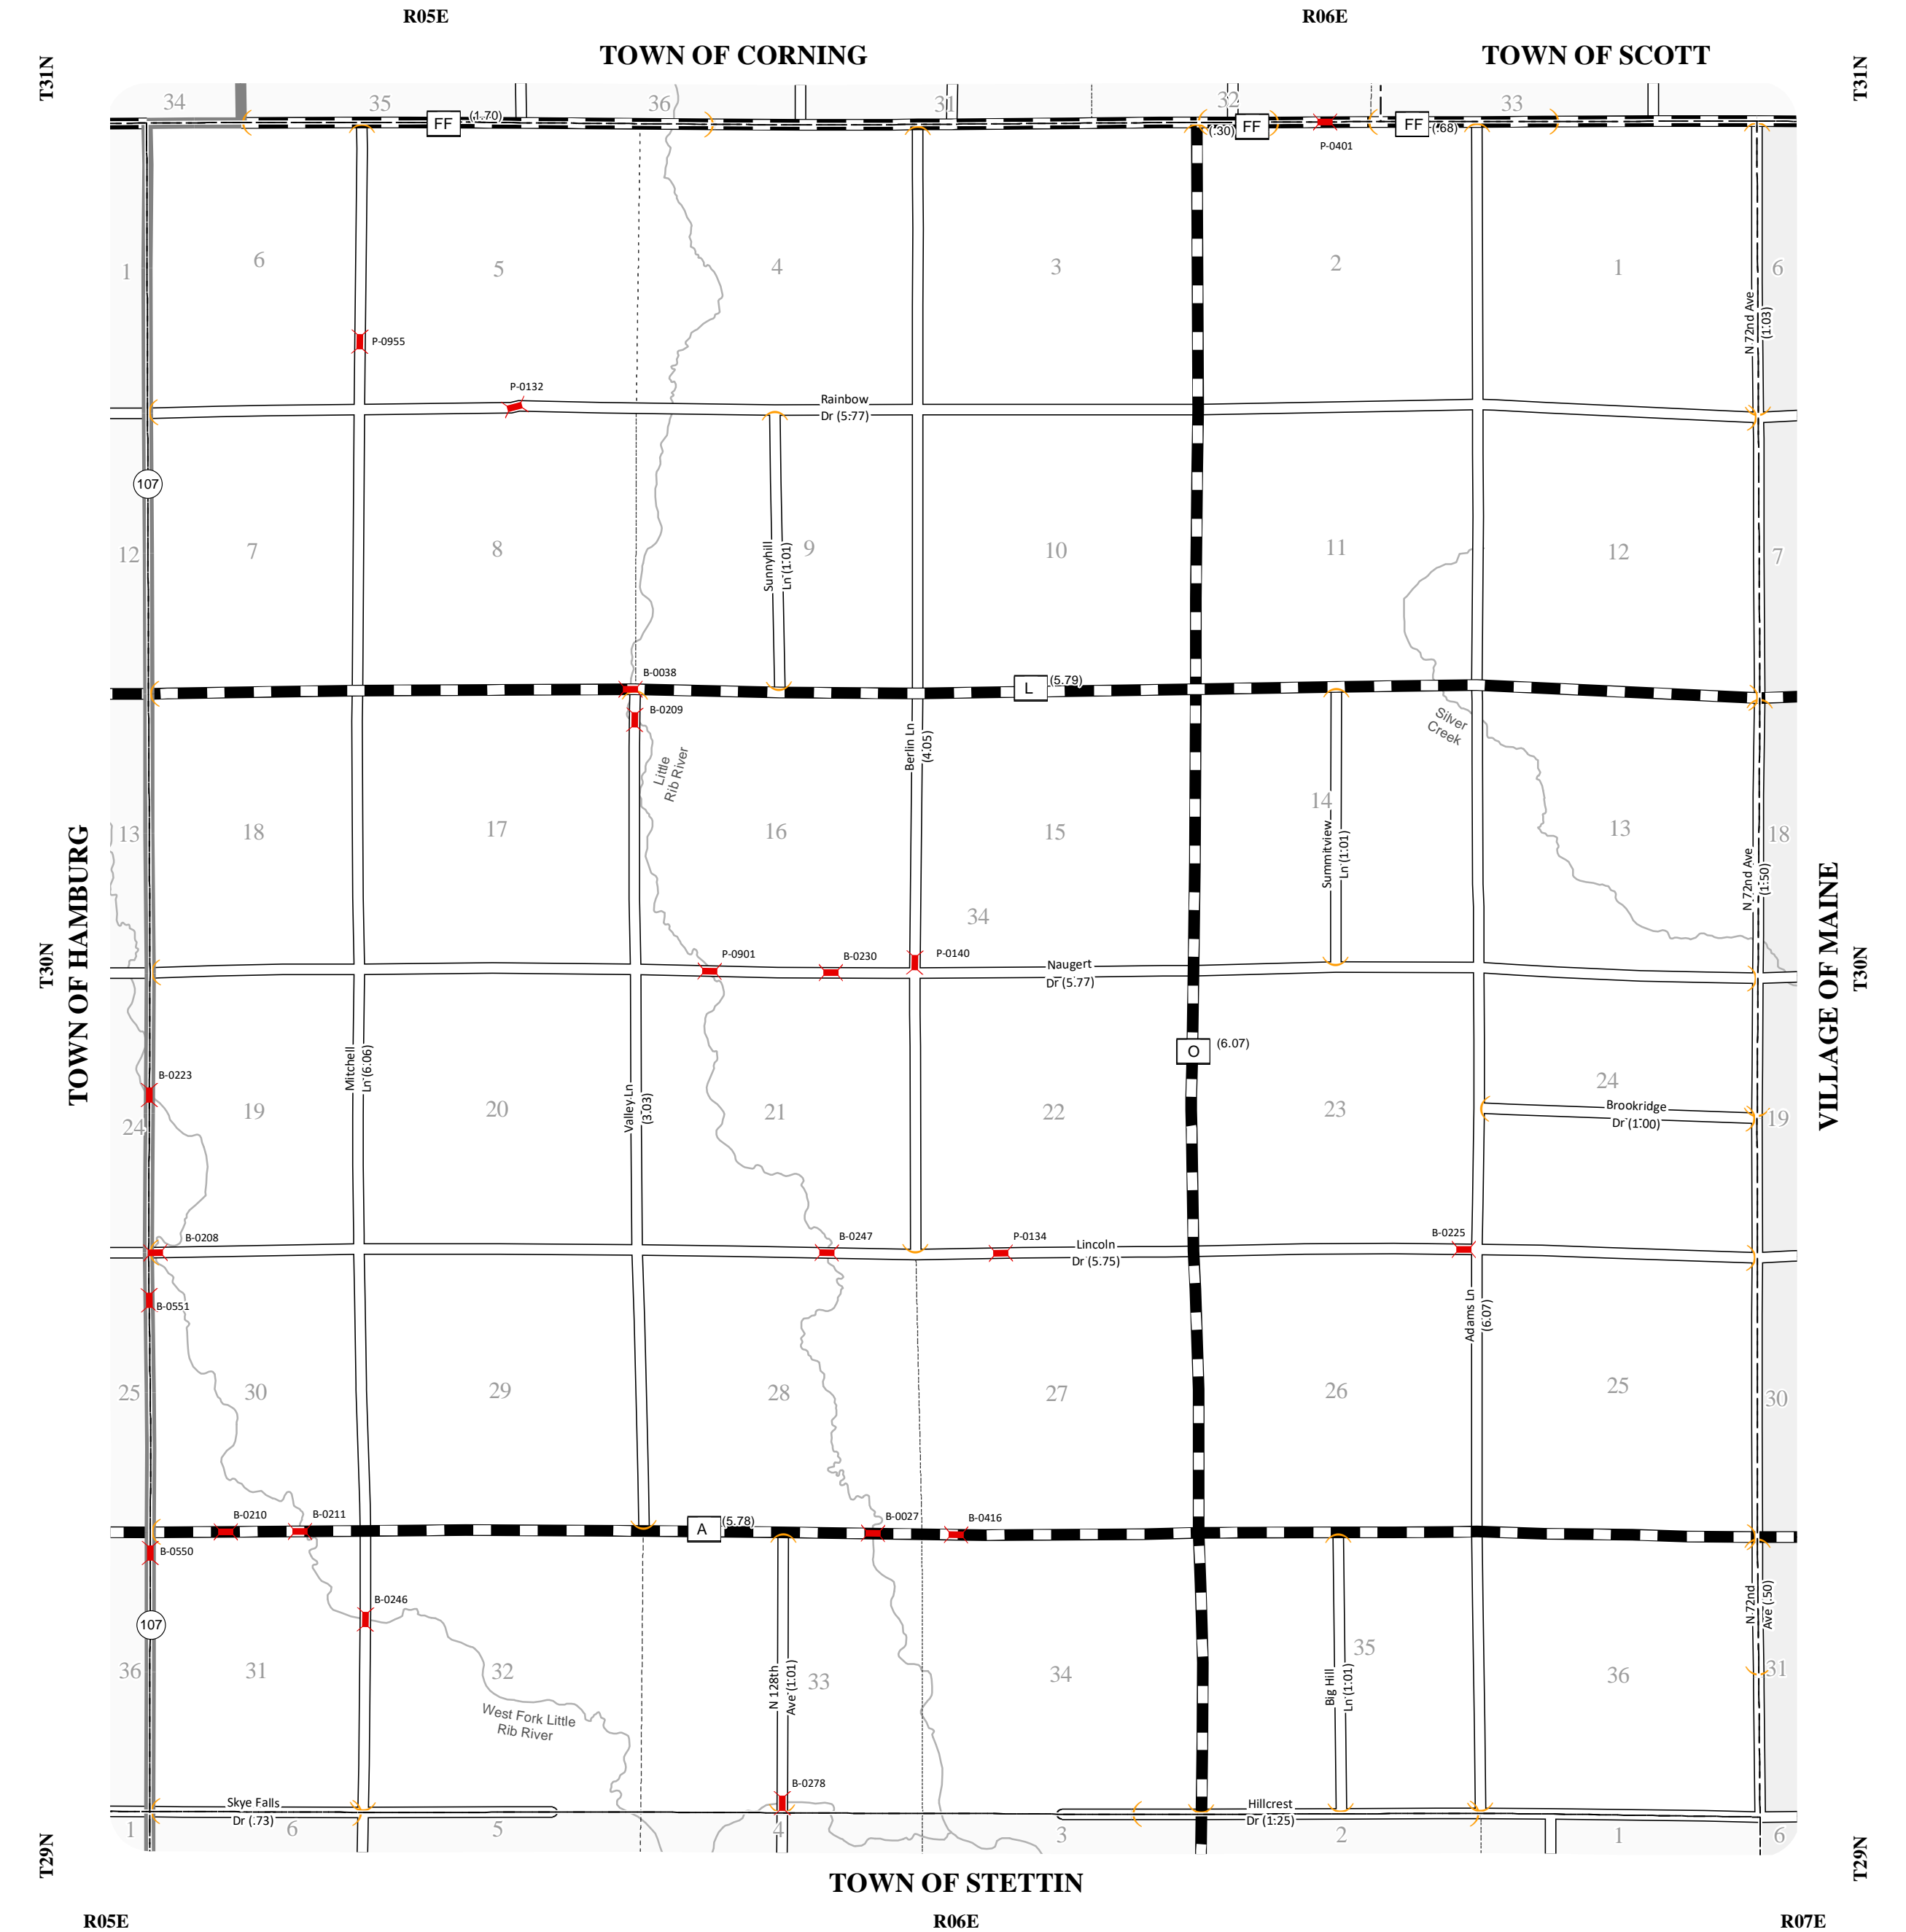 R05E
R06E
TOWN OF CORNING
TOWN OF SCOTT
T31N
T31N
34
35
36
31
32
33
FF
(1.70)
(.30)
FF
FF
(.68)
P-0401
1
6
5
4
3
2
1
6
N 72nd Ave
(1.03)
P-0955
P-0132
Rainbow
Dr (5.77)
107
12
7
8
Sunnyhill
Ln (1.01)
9
10
11
12
7
B-0038
L
(5.79)
B-0209
Silver
Creek
Berlin Ln
(4.05)
Little
Rib River
13
18
17
16
15
14
Summitview
Ln (1.01)
13
18
N 72nd Ave
(1.50)
34
TOWN OF HAMBURG
VILLAGE OF MAINE
T30N
T30N
P-0901
B-0230
P-0140
Naugert
Dr (5.77)
O
(6.07)
B-0223
Mitchell
Ln (6.06)
Valley Ln
(3.03)
24
19
20
21
22
23
24
Brookridge
Dr (1.00)
19
B-0208
B-0247
P-0134
Lincoln
Dr (5.75)
B-0225
B-0551
Adams Ln
(6.07)
25
30
29
28
27
26
25
30
B-0210
B-0211
A
(5.78)
B-0027
B-0416
B-0550
B-0246
107
N 72nd
Ave (.50)
36
31
32
N 128th
Ave (1.01)
33
34
Big Hill
Ln (1.01)
35
36
31
West Fork Little
Rib River
B-0278
Skye Falls
Dr (.73)
Hillcrest
Dr (1.25)
1
6
5
4
3
2
1
6
T29N
T29N
TOWN OF STETTIN
R05E
R06E
R07E